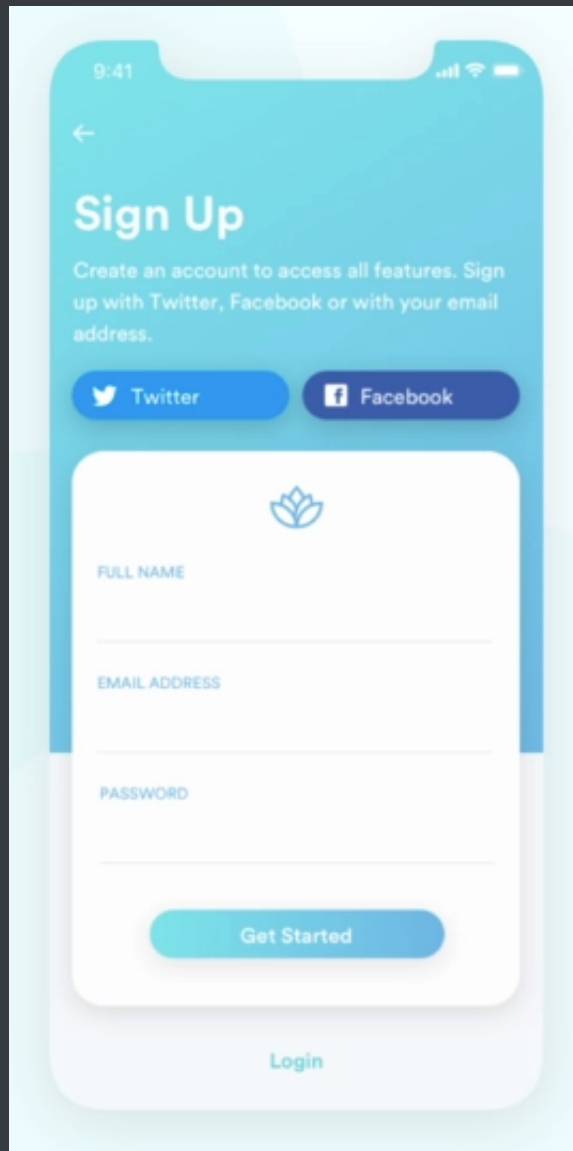 9:41
Sign Up
Create an account to access all features. Sign
up with Twitter, Facebook or with your email
address.
Twitter
Facebook
FULL NAME
EMAIL ADDRESS
PASSWORD
Get Started
Login